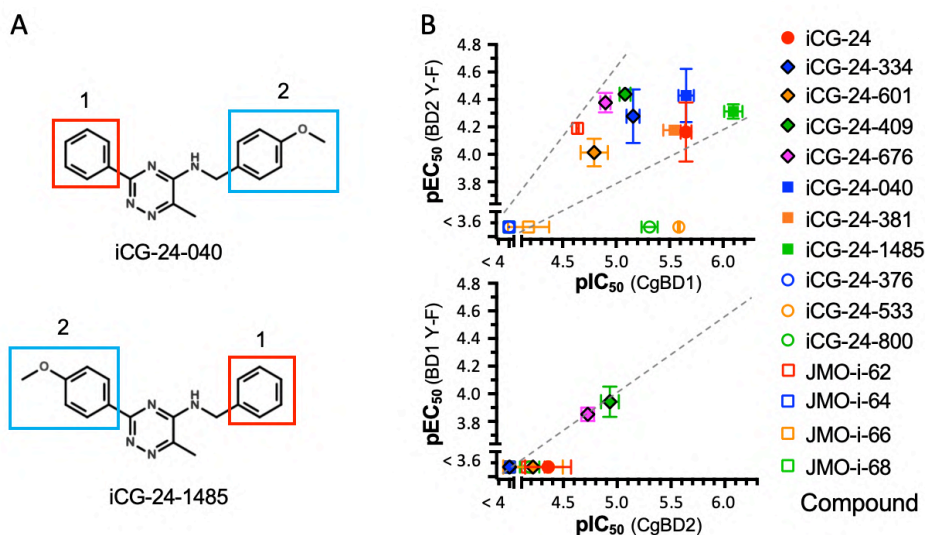 A
1
2
N
H
N
N
N
O
iCG-24-040
2
1
O
N
H
N
N
N
iCG-24-1485
B
pEC50 (BD2 Y-F)
4.8
4.6
4.4
4.2
4.0
3.8
< 3.6
< 4
4.5
5.0
5.5
6.0
pIC50 (CgBD1)
pEC50 (BD1 Y-F)
4.8
4.6
4.4
4.2
4.0
3.8
< 3.6
< 4
4.5
5.0
5.5
6.0
pIC50 (CgBD2)
iCG-24
iCG-24-334
iCG-24-601
iCG-24-409
iCG-24-676
iCG-24-040
iCG-24-381
iCG-24-1485
iCG-24-376
iCG-24-533
iCG-24-800
JMO-i-62
JMO-i-64
JMO-i-66
JMO-i-68
Compound